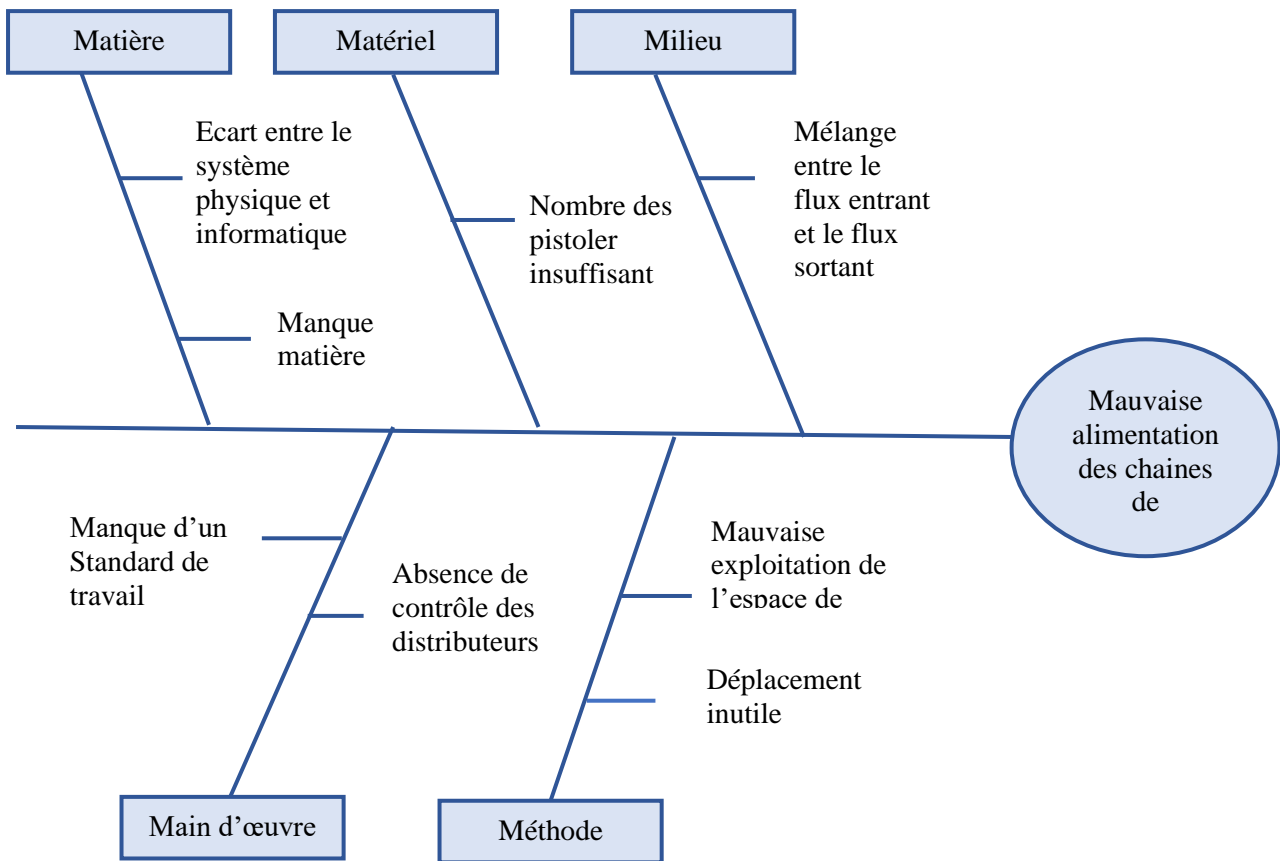 Matière
Matériel
Milieu
Ecart entre le
système
physique et
informatique
Manque
matière
Nombre des
pistoler
insuffisant
Mélange
entre le
flux entrant
et le flux
sortant
Mauvaise
alimentation
des chaines
de
Manque d’un
Standard de
travail
Absence de
contrôle des
distributeurs
Mauvaise
exploitation de
l’espace de
Déplacement
inutile
Main d’œuvre
Méthode